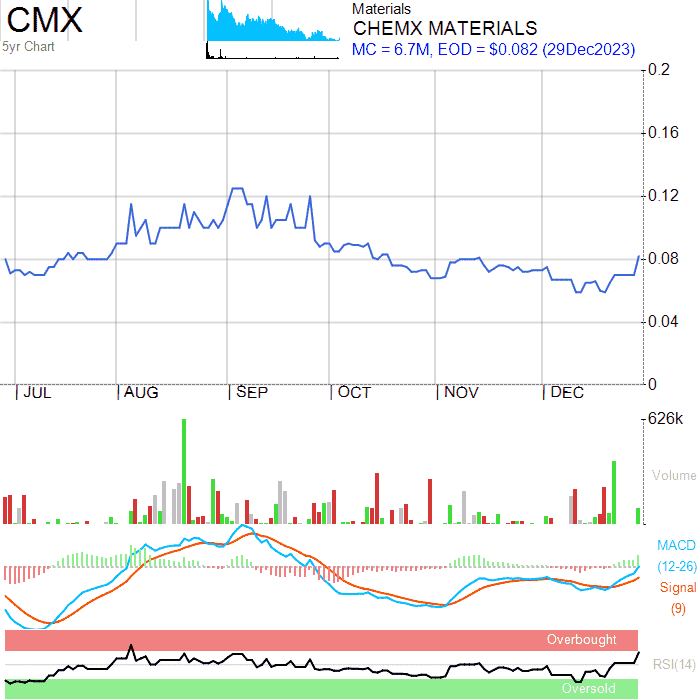 CMX
5yr Chart
Materials
CHEMX MATERIALS
MC = 6.7M, EOD = $0.082 (29Dec2023)
0.2
0.16
0.12
0.08
0.04
0
JUL AUG SEP OCT NOV DEC
626k
Volume
MACD
(12-26)
Signal
(9)
Overbought
RSI(14)
Oversold